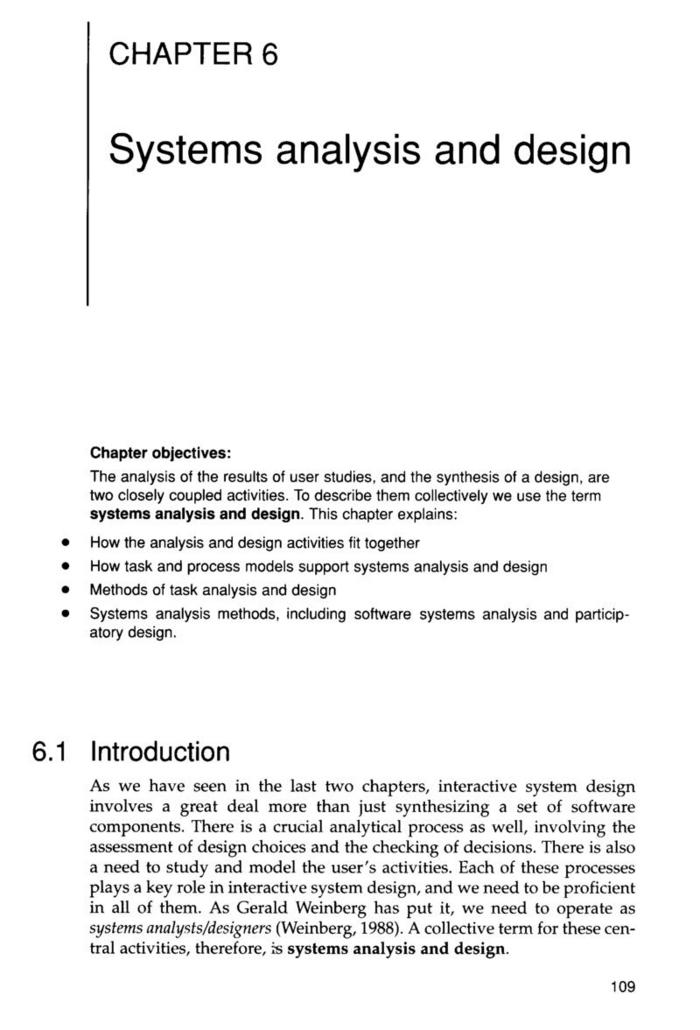 CHAPTER 6
Systems analysis and design
Chapter objectives:
The analysis of the results of user studies, and the synthesis of a design, are
two closely coupled activities. To describe them collectively we use the term
systems analysis and design. This chapter explains:
• How the analysis and design activities fit together
• How task and process models support systems analysis and design
• Methods of task analysis and design
• Systems analysis methods, including software systems analysis and particip-
atory design.
6.1 Introduction
As we have seen in the last two chapters, interactive system design
involves a great deal more than just synthesizing a set of software
components. There is a crucial analytical process as well, involving the
assessment of design choices and the checking of decisions. There is also
a need to study and model the user's activities. Each of these processes
plays a key role in interactive system design, and we need to be proficient
in all of them. As Gerald Weinberg has put it, we need to operate as
systems analysts/designers (Weinberg, 1988). A collective term for these cen-
tral activities, therefore, is systems analysis and design.
109